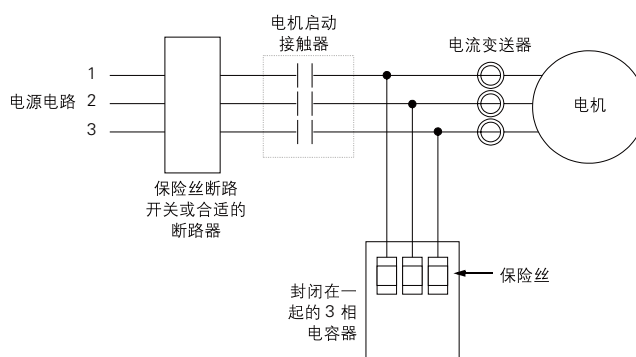 电机启动
接触器
电流变送器
1
电源电路 2
3
电机
保险丝断路
开关或合适的
断路器
保险丝
封闭在一
起的 3 相
电容器